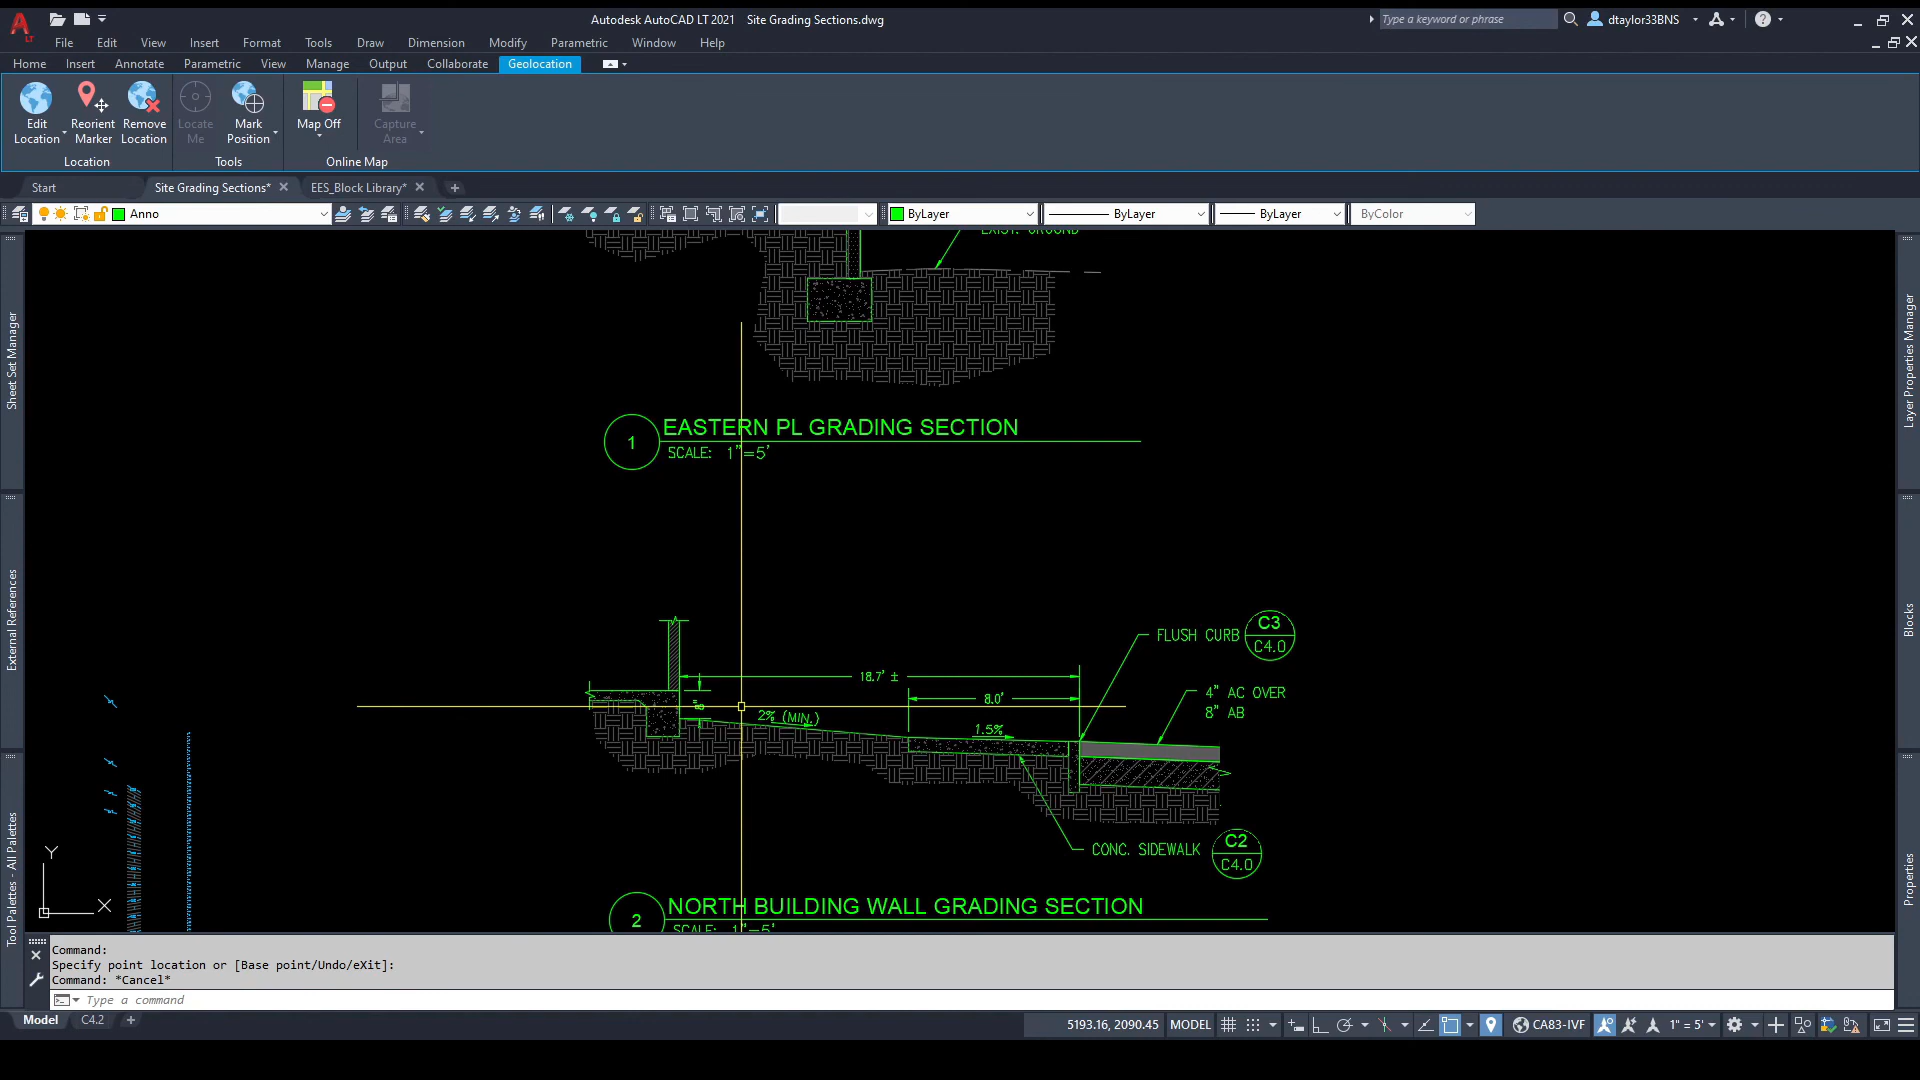 Autodesk AutoCAD LT 2021 Site Grading Sections.dwg
Type a keyword or phrase
dtaylor33BNS
LT
File Edit View Insert Format Tools Draw Dimension Modify Parametric Window Help
Home Insert Annotate Parametric View Manage Output Collaborate Geolocation
Edit Location
Reorient Marker
Remove Location
Locate Me
Mark Position
Map Off
Capture Area
Location Tools Online Map
Start Site Grading Sections* EES_Block Library*
Anno ByLayer ByLayer ByLayer ByColor
EXIST. GROUND
1 EASTERN PL GRADING SECTION
SCALE: 1"=5'
FLUSH CURB C3
C4.0
18.7' ±
8.0'
8"
4" AC OVER
8" AB
2% (MIN.)
1.5%
CONC. SIDEWALK C2
C4.0
2 NORTH BUILDING WALL GRADING SECTION
SCALE: 1"=5'
Y
X
Sheet Set Manager
External References
Tool Palettes - All Palettes
Layer Properties Manager
Blocks
Properties
Command:
Specify point location or [Base point/Undo/eXit]:
Command: *Cancel*
Type a command
Model C4.2
5193.16, 2090.45 MODEL CA83-IVF 1" = 5'